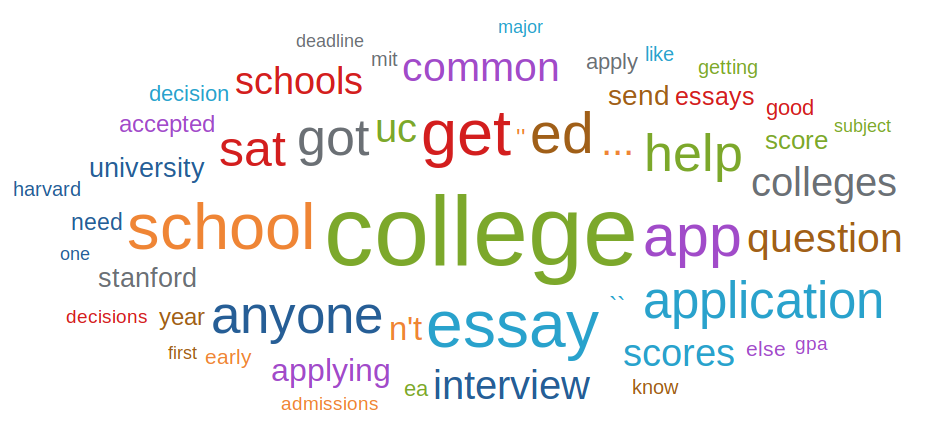 major
deadline
mit
common
apply
like
getting
schools
decision
send
essays
good
accepted
sat
got
uc
get
''
ed
...
help
score
subject
university
colleges
harvard
need
school
college
app
question
one
stanford
decisions
year
anyone
n't
essay
``
application
scores
else
gpa
first
early
applying
ea
interview
know
admissions